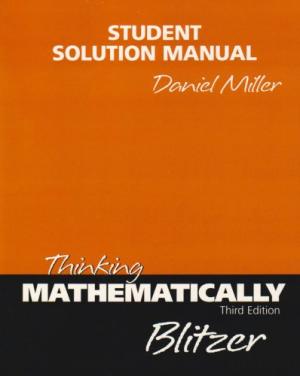 STUDENT
SOLUTION MANUAL
Daniel Miller
Thinking
MATHEMATICALLY
Third Edition
Blitzer